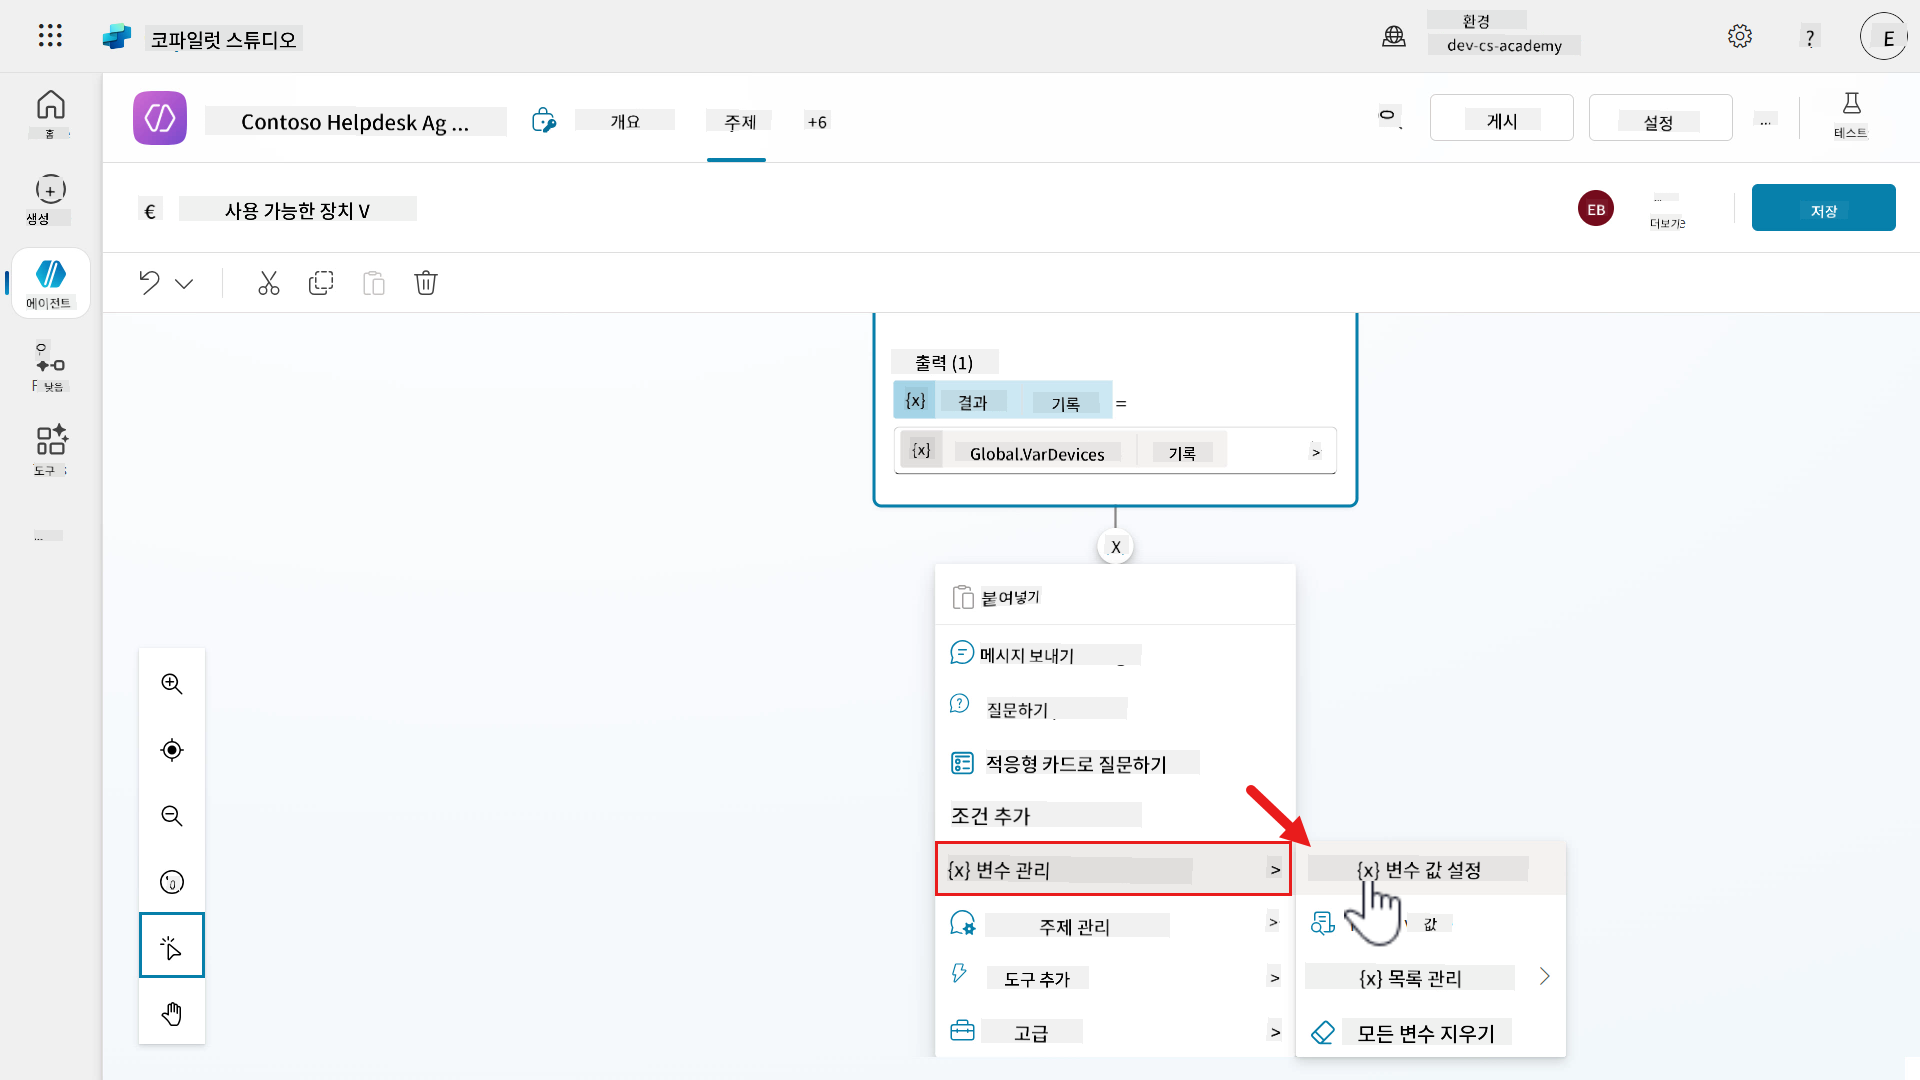 코파일럿 스튜디오
환경
dev-cs-academy
?
E
홈
생성
에이전트
낮음
도구
...
Contoso Helpdesk Ag ...
개요
주제
+6
게시
설정
...
테스트
€
사용 가능한 장치 V
EB
...
더보기
저장
출력 (1)
{x} 결과 기록 =
{x} Global.VarDevices 기록 >
X
붙여넣기
메시지 보내기
질문하기
적응형 카드로 질문하기
조건 추가
{x} 변수 관리 >
주제 관리 >
도구 추가 >
고급 >
{x} 변수 값 설정
값
{x} 목록 관리
모든 변수 지우기